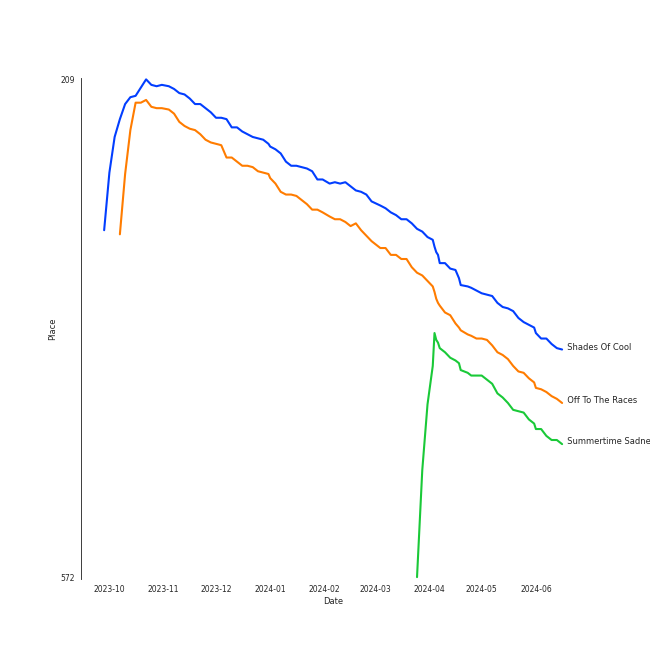 209
Place
Shades Of Cool
Off To The Races
Summertime Sadne
572
2023-10 2023-11 2023-12 2024-01 2024-02 2024-03 2024-04 2024-05 2024-06
Date